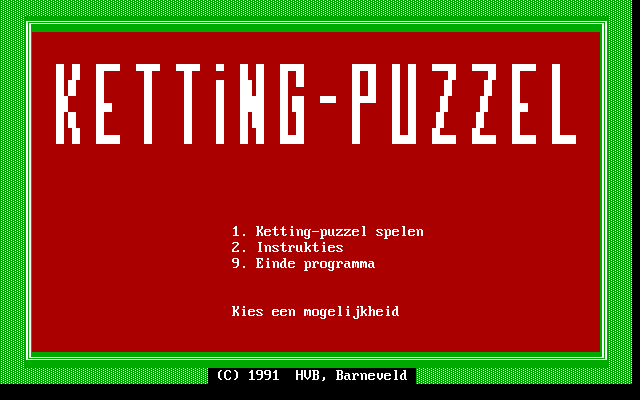 KETTiNG-PUZZEL
1. Ketting-puzzel spelen
2. Instrukties
9. Einde programma
Kies een mogelijkheid
(C) 1991  HVB, Barneveld